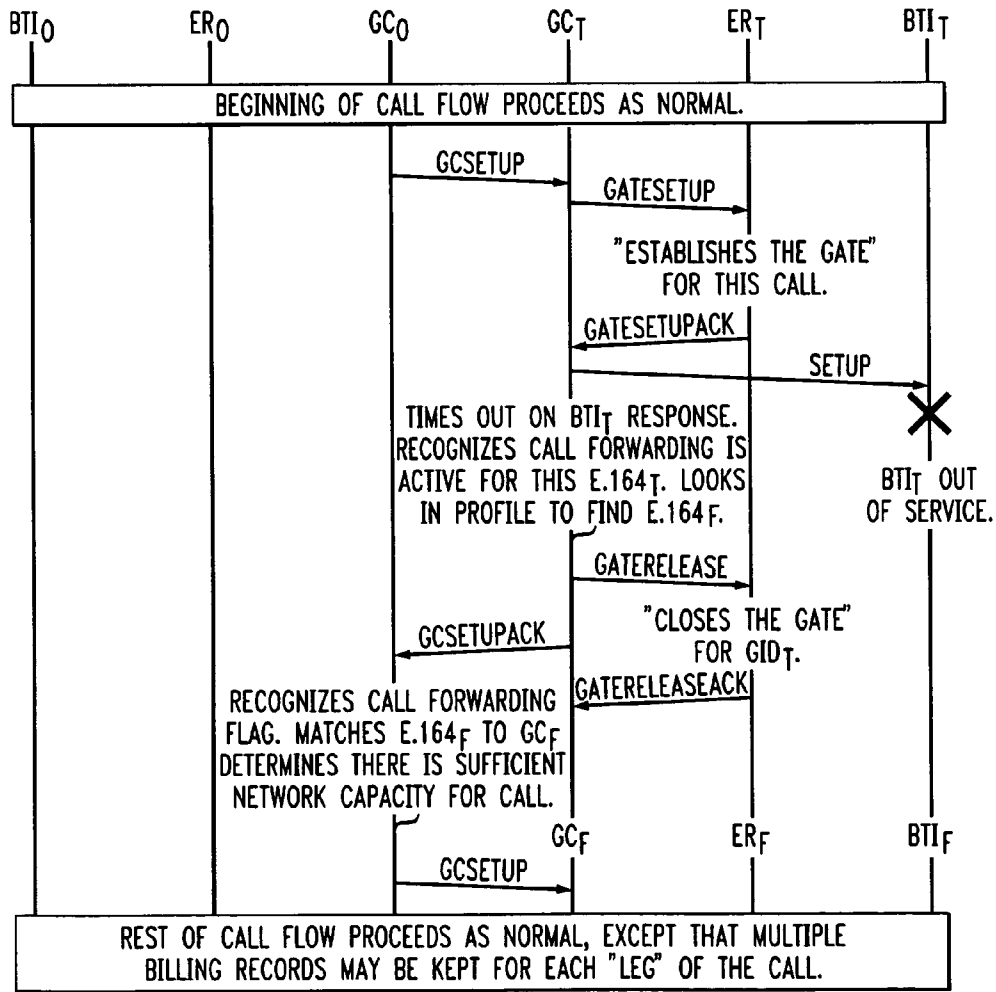 BTIO ERO GCO GCT ERT BTIT
BEGINNING OF CALL FLOW PROCEEDS AS NORMAL.
GCSETUP
GATESETUP
"ESTABLISHES THE GATE"
FOR THIS CALL.
GATESETUPACK
SETUP
TIMES OUT ON BTIT RESPONSE.
RECOGNIZES CALL FORWARDING IS
ACTIVE FOR THIS E.164T. LOOKS
IN PROFILE TO FIND E.164F.
BTIT OUT
OF SERVICE.
GATERELEASE
"CLOSES THE GATE"
FOR GIDT.
GCSETUPACK
GATERELEASEACK
RECOGNIZES CALL FORWARDING
FLAG. MATCHES E.164F TO GCF
DETERMINES THERE IS SUFFICIENT
NETWORK CAPACITY FOR CALL.
GCF ERF BTIF
GCSETUP
REST OF CALL FLOW PROCEEDS AS NORMAL, EXCEPT THAT MULTIPLE
BILLING RECORDS MAY BE KEPT FOR EACH "LEG" OF THE CALL.